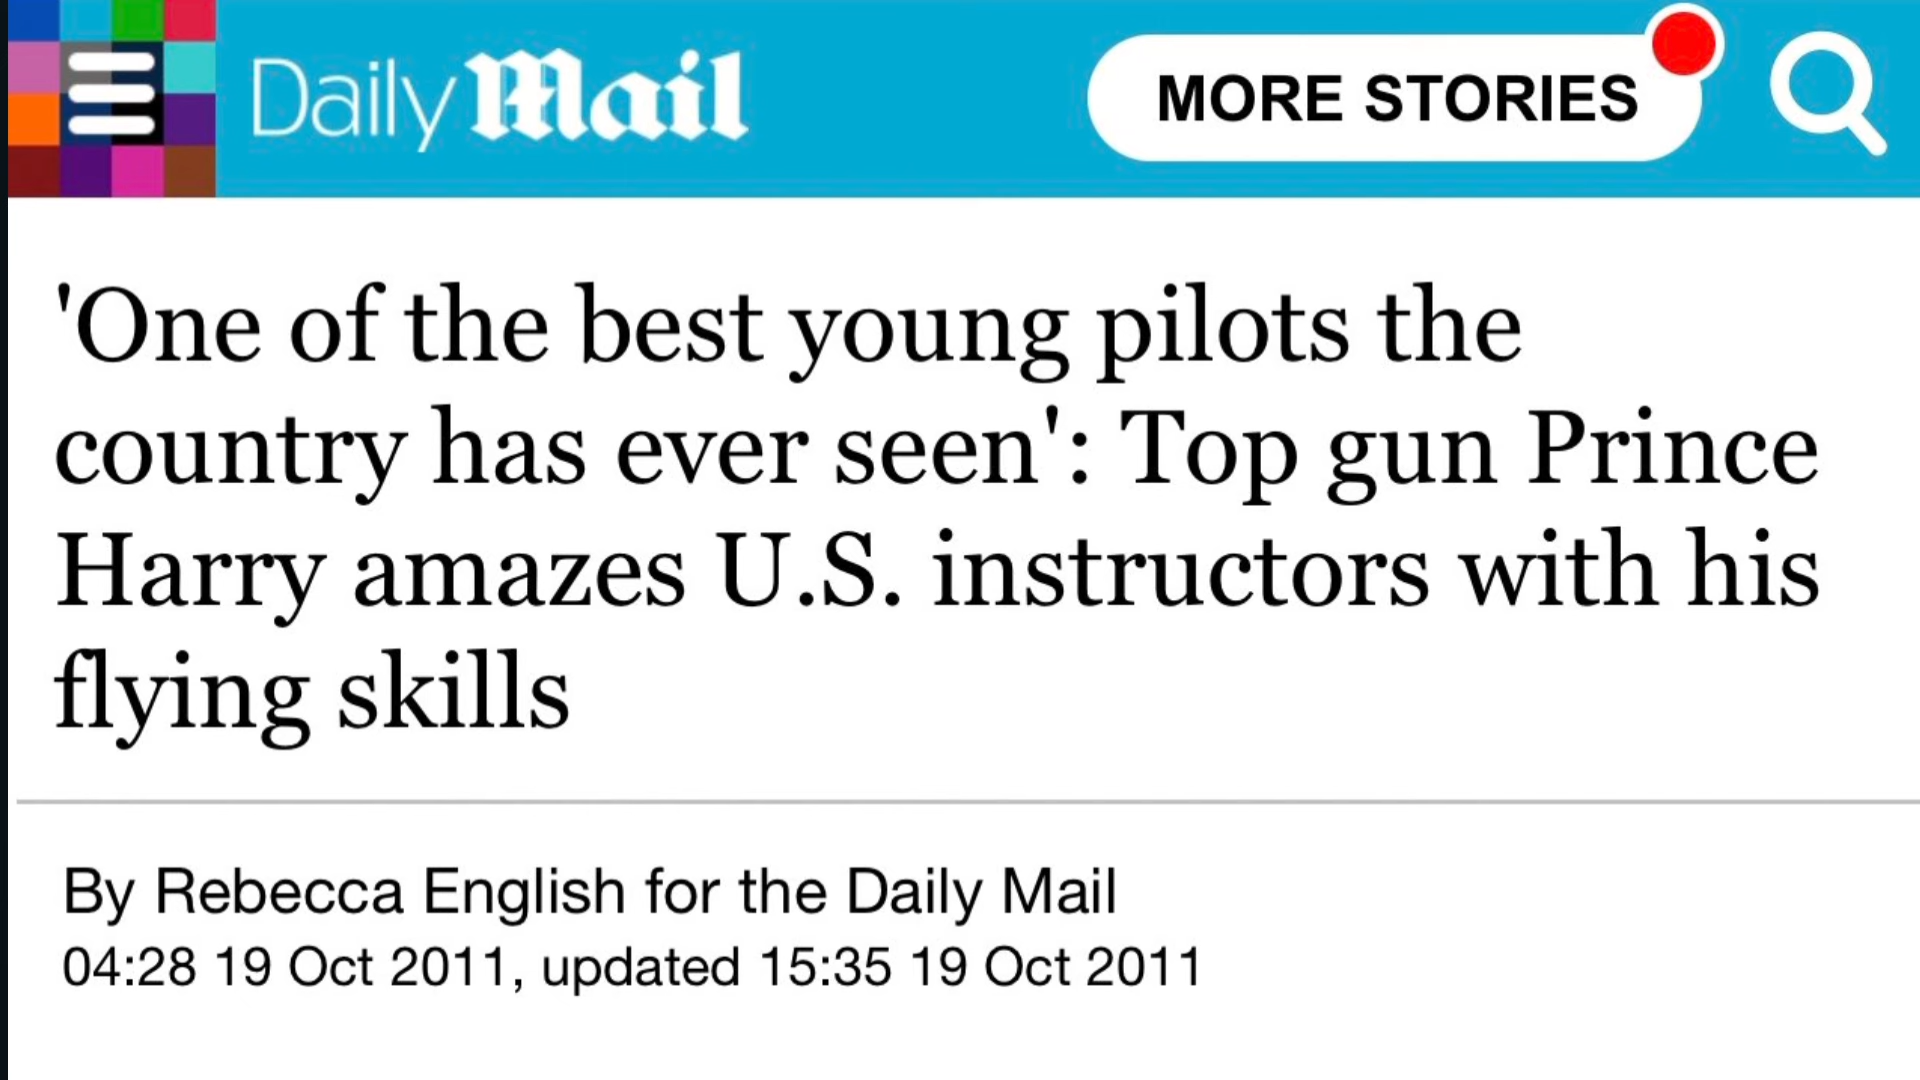 Daily Mail
MORE STORIES
'One of the best young pilots the
country has ever seen': Top gun Prince
Harry amazes U.S. instructors with his
flying skills
By Rebecca English for the Daily Mail
04:28 19 Oct 2011, updated 15:35 19 Oct 2011